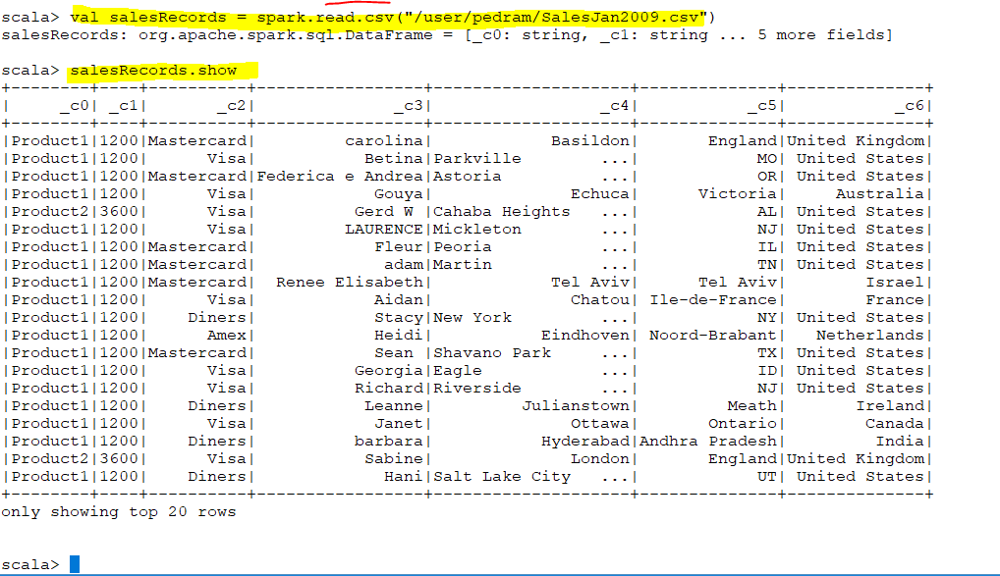 scala> val salesRecords = spark.read.csv("/user/pedram/SalesJan2009.csv")
salesRecords: org.apache.spark.sql.DataFrame = [_c0: string, _c1: string ... 5 more fields]
scala> salesRecords.show
+--------+----+----------+------------------+--------------------+--------------+--------------+
|     _c0| _c1|       _c2|               _c3|                 _c4|           _c5|           _c6|
+--------+----+----------+------------------+--------------------+--------------+--------------+
|Product1|1200|Mastercard|          carolina|            Basildon|       England|United Kingdom|
|Product1|1200|      Visa|            Betina|Parkville        ...|            MO| United States|
|Product1|1200|Mastercard|Federica e Andrea|Astoria          ...|            OR| United States|
|Product1|1200|      Visa|             Gouya|              Echuca|      Victoria|     Australia|
|Product2|3600|      Visa|           Gerd W |Cahaba Heights   ...|            AL| United States|
|Product1|1200|      Visa|          LAURENCE|Mickleton        ...|            NJ| United States|
|Product1|1200|Mastercard|             Fleur|Peoria           ...|            IL| United States|
|Product1|1200|Mastercard|              adam|Martin           ...|            TN| United States|
|Product1|1200|Mastercard|  Renee Elisabeth|            Tel Aviv|      Tel Aviv|        Israel|
|Product1|1200|      Visa|             Aidan|              Chatou| Ile-de-France|        France|
|Product1|1200|    Diners|             Stacy|New York         ...|            NY| United States|
|Product1|1200|      Amex|             Heidi|           Eindhoven| Noord-Brabant|   Netherlands|
|Product1|1200|Mastercard|             Sean |Shavano Park     ...|            TX| United States|
|Product1|1200|      Visa|           Georgia|Eagle            ...|            ID| United States|
|Product1|1200|      Visa|           Richard|Riverside        ...|            NJ| United States|
|Product1|1200|    Diners|            Leanne|         Julianstown|         Meath|       Ireland|
|Product1|1200|      Visa|             Janet|              Ottawa|       Ontario|        Canada|
|Product1|1200|    Diners|           barbara|           Hyderabad|Andhra Pradesh|         India|
|Product2|3600|      Visa|            Sabine|              London|       England|United Kingdom|
|Product1|1200|    Diners|              Hani|Salt Lake City   ...|            UT| United States|
+--------+----+----------+------------------+--------------------+--------------+--------------+
only showing top 20 rows
scala>